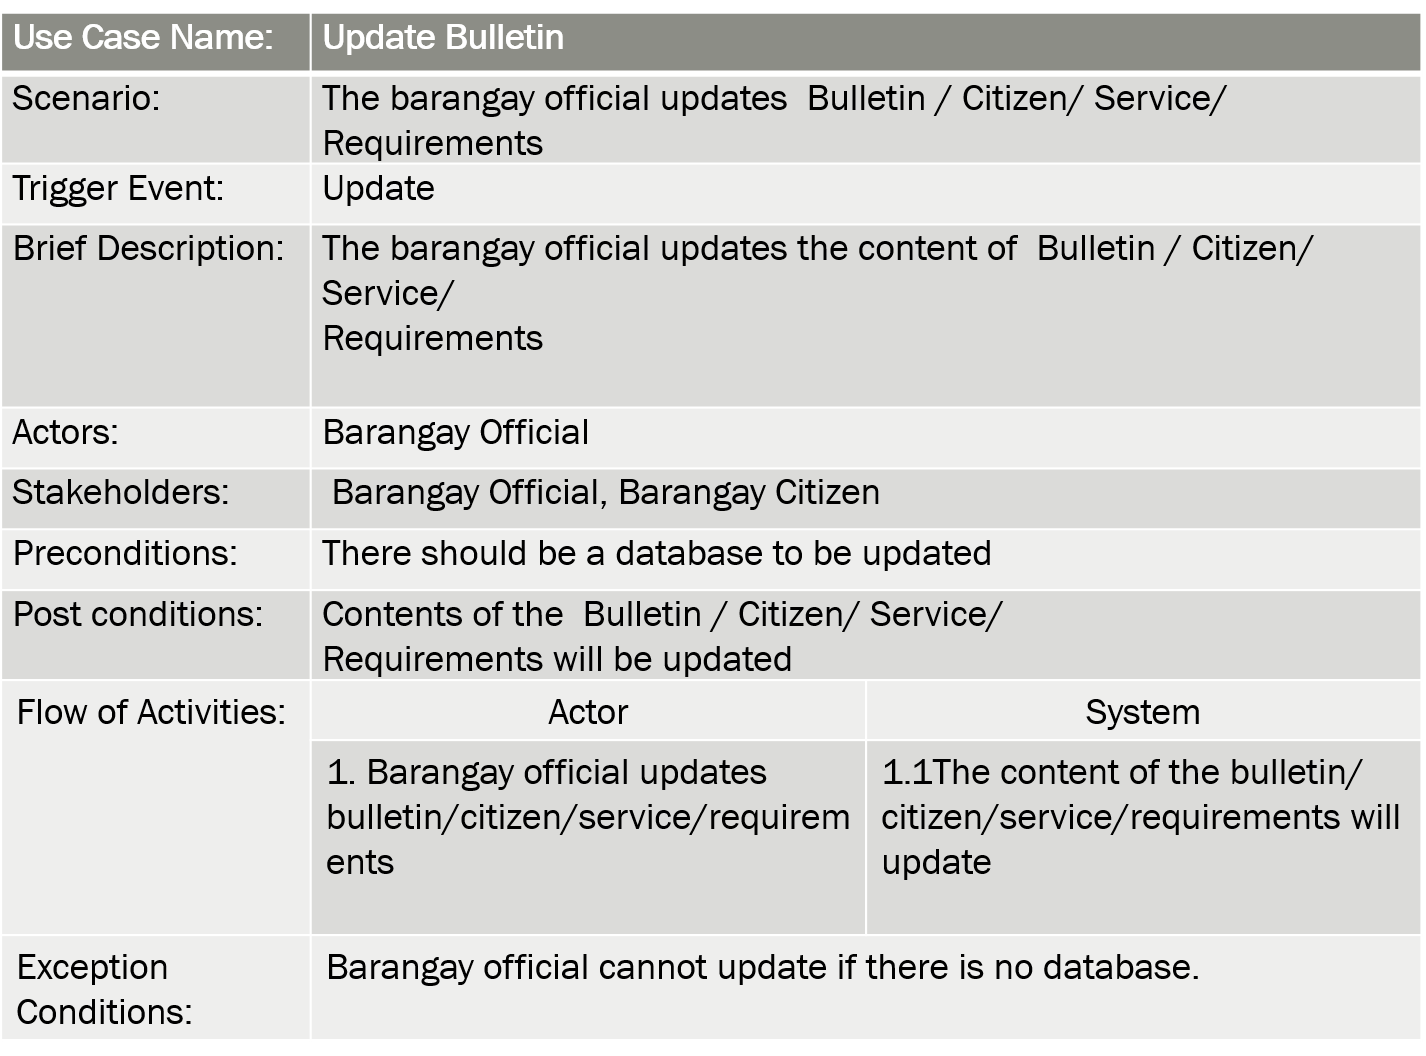 Use Case Name: Update Bulletin
Scenario: The barangay official updates  Bulletin / Citizen/ Service/
Requirements
Trigger Event: Update
Brief Description: The barangay official updates the content of  Bulletin / Citizen/
Service/
Requirements
Actors: Barangay Official
Stakeholders: Barangay Official, Barangay Citizen
Preconditions: There should be a database to be updated
Post conditions: Contents of the  Bulletin / Citizen/ Service/
Requirements will be updated
Flow of Activities: Actor System
1. Barangay official updates
bulletin/citizen/service/requirem
ents
1.1The content of the bulletin/
citizen/service/requirements will
update
Exception
Conditions:
Barangay official cannot update if there is no database.